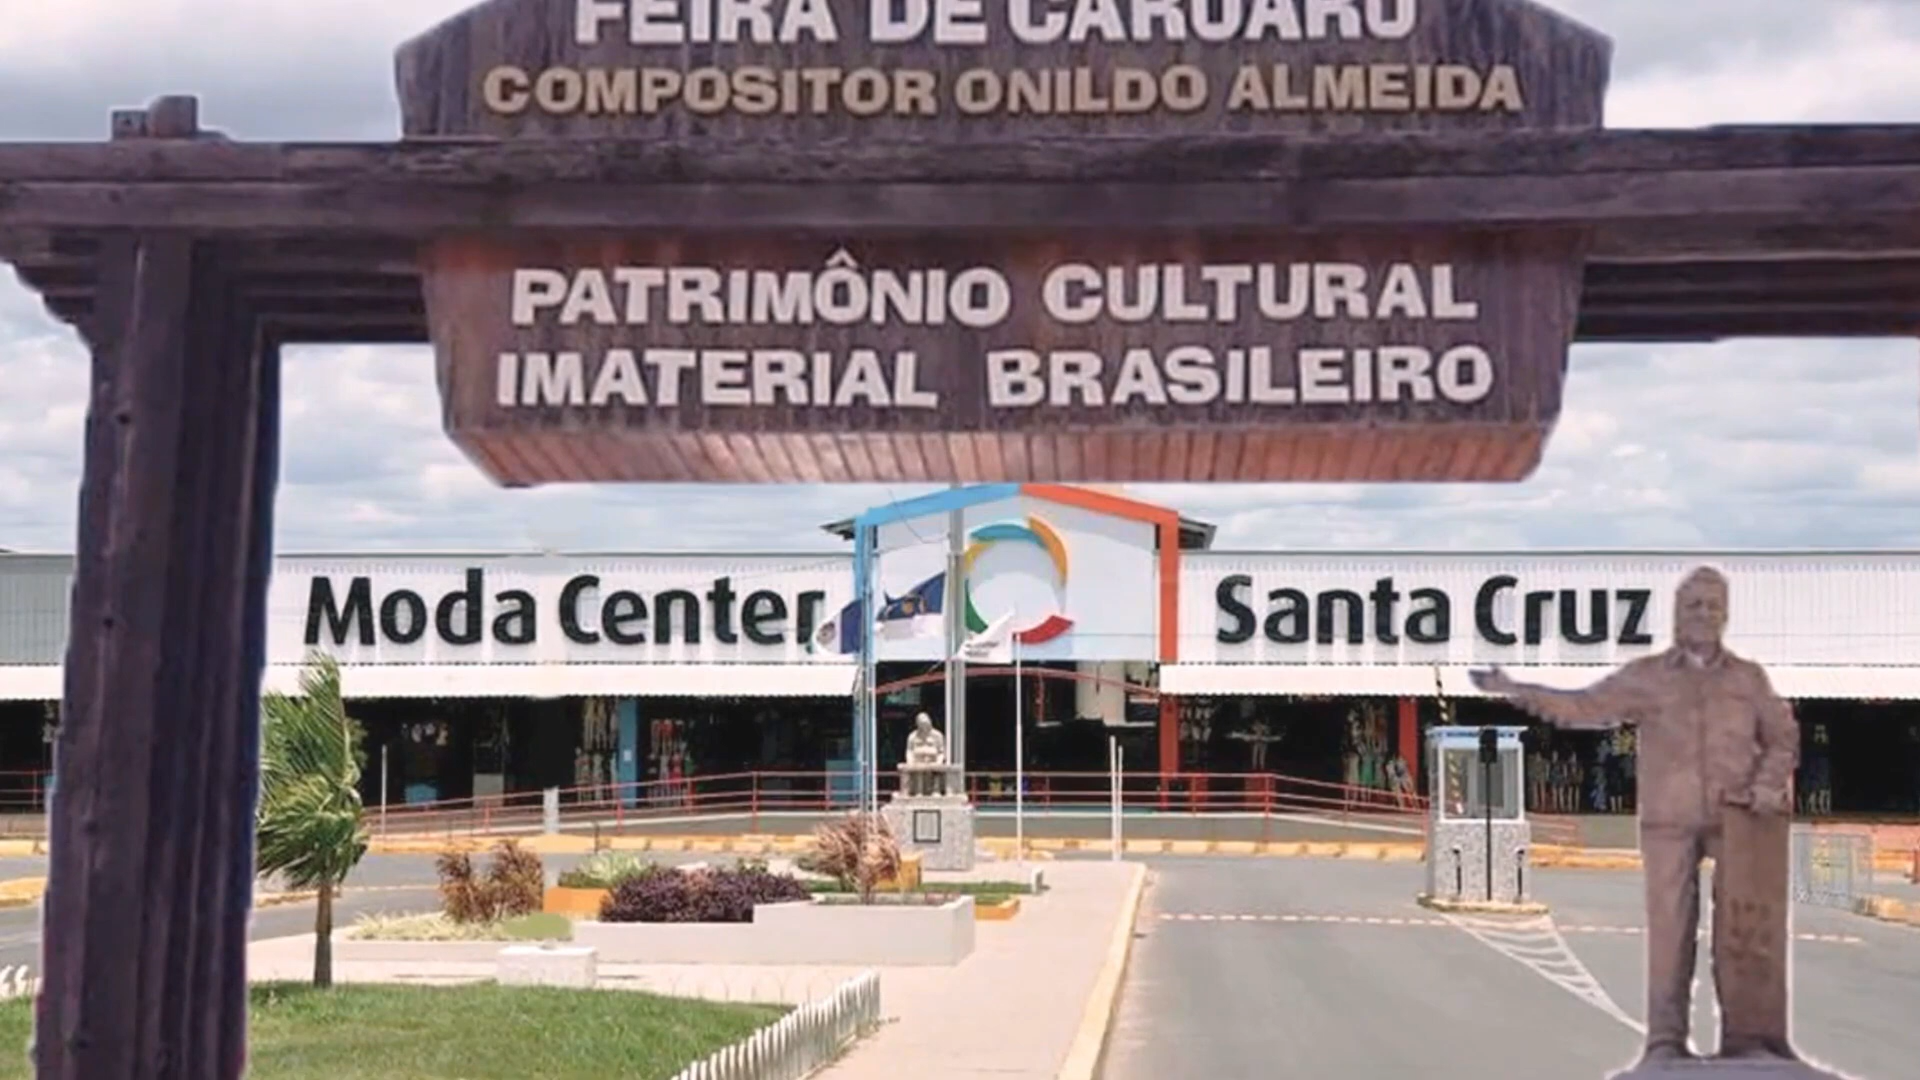 FEIRA DE CARUARU
COMPOSITOR ONILDO ALMEIDA
PATRIMÔNIO CULTURAL
IMATERIAL BRASILEIRO
Moda Center Santa Cruz